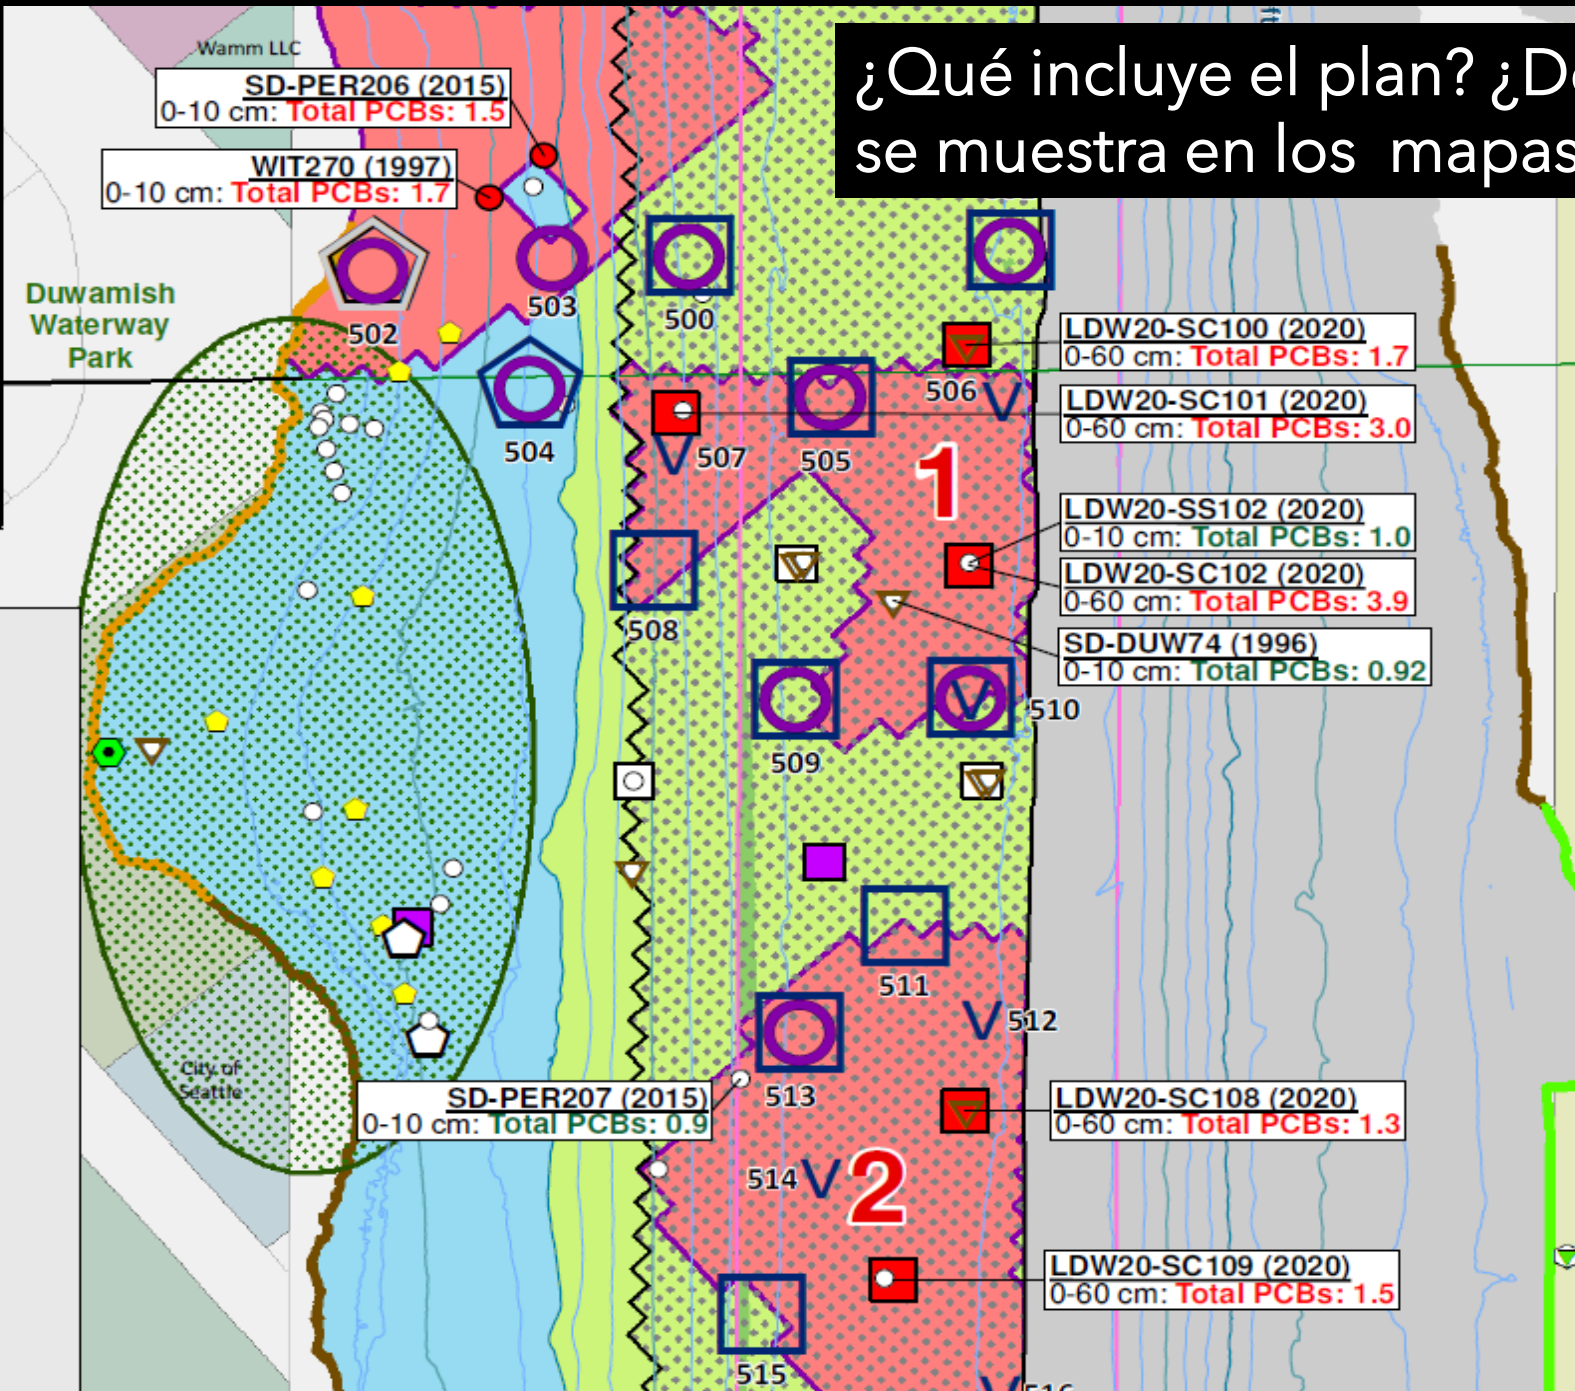 ¿Qué incluye el plan? ¿D
se muestra en los mapas
Wamm LLC
SD-PER206 (2015)
0-10 cm: Total PCBs: 1.5
WIT270 (1997)
0-10 cm: Total PCBs: 1.7
Duwamish
Waterway
Park
502
503
500
504
LDW20-SC100 (2020)
0-60 cm: Total PCBs: 1.7
506
V
LDW20-SC101 (2020)
0-60 cm: Total PCBs: 3.0
V
507
505
1
LDW20-SS102 (2020)
0-10 cm: Total PCBs: 1.0
LDW20-SC102 (2020)
0-60 cm: Total PCBs: 3.9
508
SD-DUW74 (1996)
0-10 cm: Total PCBs: 0.92
V
510
509
511
V
512
City of
Seattle
SD-PER207 (2015)
0-10 cm: Total PCBs: 0.9
513
LDW20-SC108 (2020)
0-60 cm: Total PCBs: 1.3
514
V
2
LDW20-SC109 (2020)
0-60 cm: Total PCBs: 1.5
515
V
516